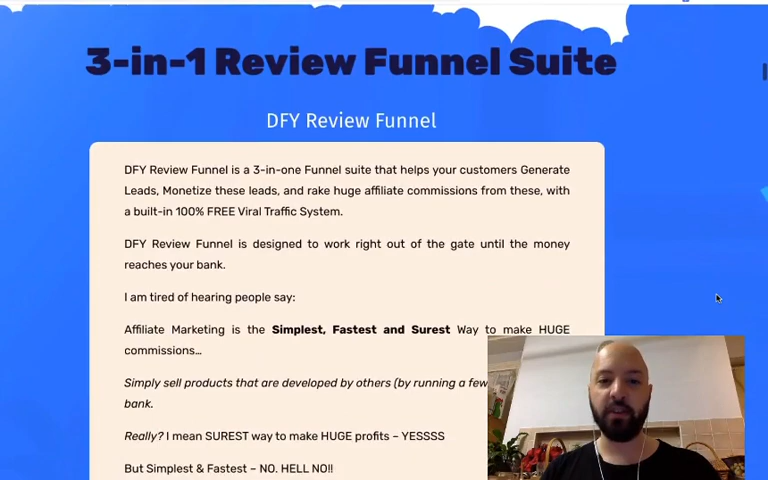 3-in-1 Review Funnel Suite
DFY Review Funnel
DFY Review Funnel is a 3-in-one Funnel suite that helps your customers Generate
Leads, Monetize these leads, and rake huge affiliate commissions from these, with
a built-in 100% FREE Viral Traffic System.
DFY Review Funnel is designed to work right out of the gate until the money
reaches your bank.
I am tired of hearing people say:
Affiliate Marketing is the Simplest, Fastest and Surest Way to make HUGE
commissions...
Simply sell products that are developed by others (by running a few
bank.
Really? I mean SUREST way to make HUGE profits – YESSSS
But Simplest & Fastest – NO. HELL NO!!